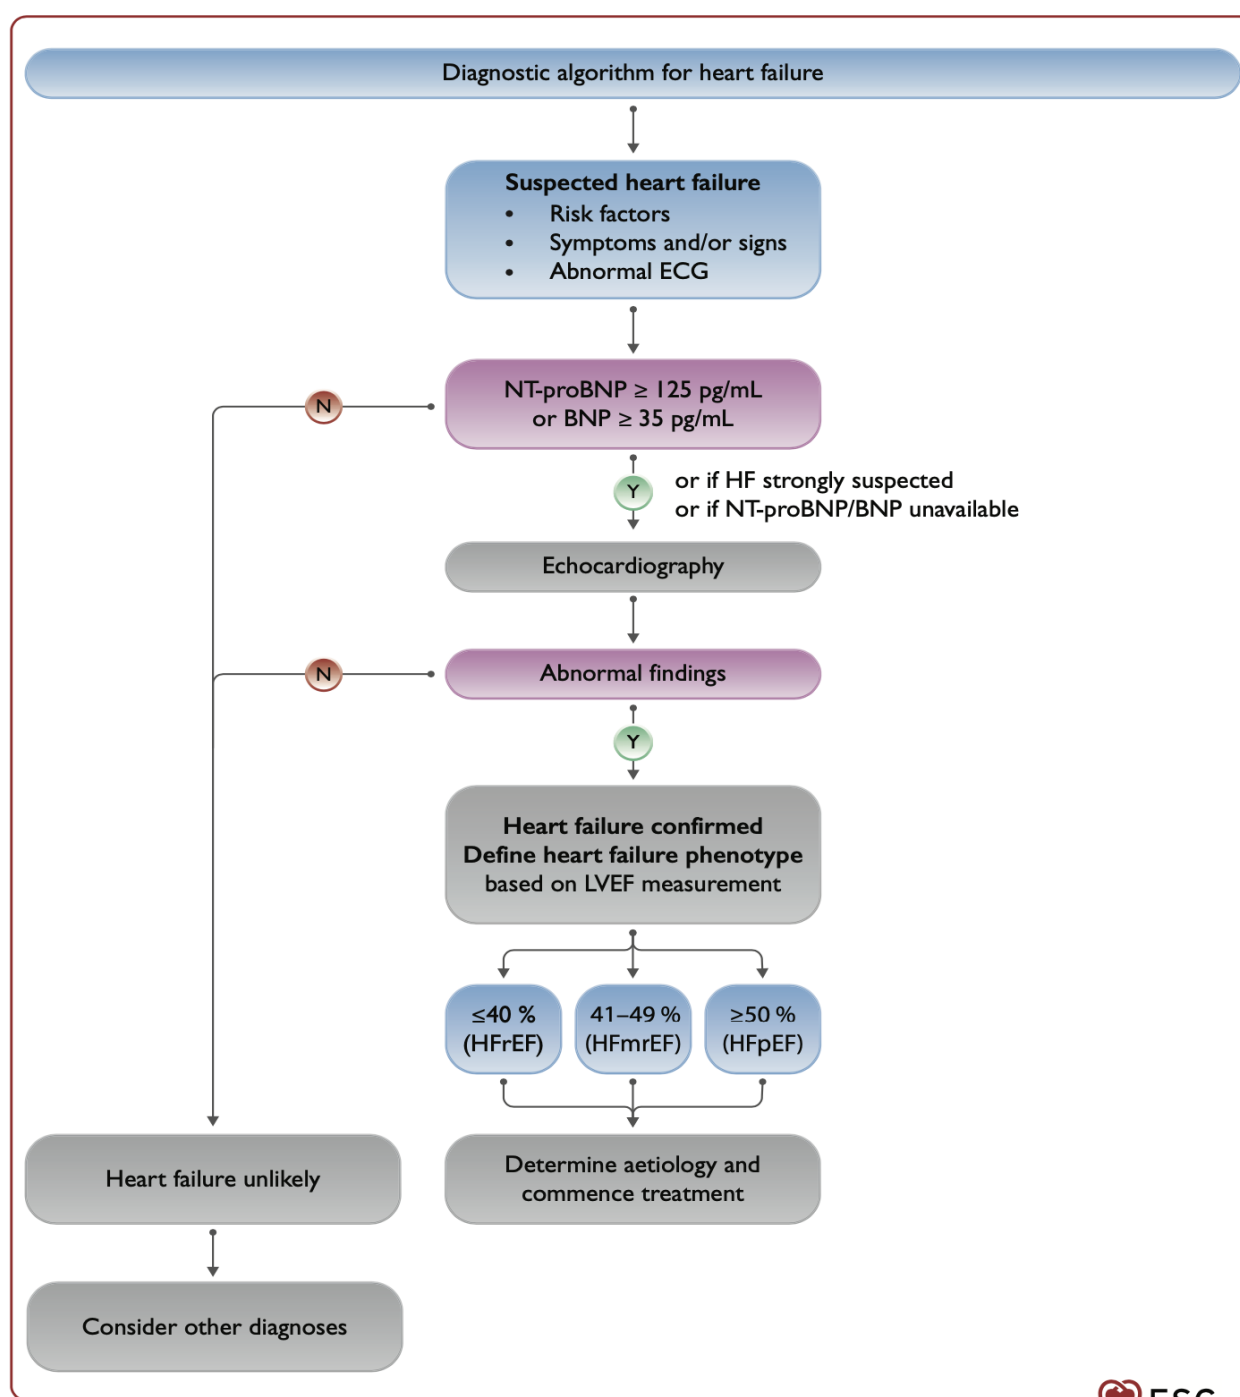 Diagnostic algorithm for heart failure
Suspected heart failure
• Risk factors
• Symptoms and/or signs
• Abnormal ECG
NT-proBNP ≥ 125 pg/mL
or BNP ≥ 35 pg/mL
N
Y
or if HF strongly suspected
or if NT-proBNP/BNP unavailable
Echocardiography
Abnormal findings
N
Y
Heart failure confirmed
Define heart failure phenotype
based on LVEF measurement
≤40 %
(HFrEF)
41–49 %
(HFmrEF)
≥50 %
(HFpEF)
Heart failure unlikely
Determine aetiology and
commence treatment
Consider other diagnoses
ESC